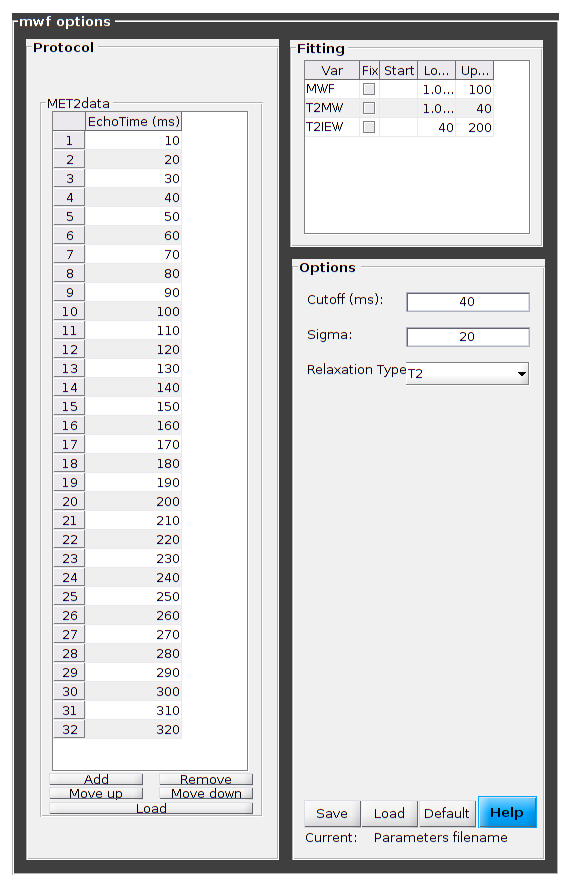 mwf options
Protocol
MET2data
EchoTime (ms)
1 10
2 20
3 30
4 40
5 50
6 60
7 70
8 80
9 90
10 100
11 110
12 120
13 130
14 140
15 150
16 160
17 170
18 180
19 190
20 200
21 210
22 220
23 230
24 240
25 250
26 260
27 270
28 280
29 290
30 300
31 310
32 320
Add Remove
Move up Move down
Load
Fitting
Var Fix Start Lo... Up...
MWF 1.0... 100
T2MW 1.0... 40
T2IEW 40 200
Options
Cutoff (ms): 40
Sigma: 20
Relaxation Type T2
Save Load Default Help
Current: Parameters filename